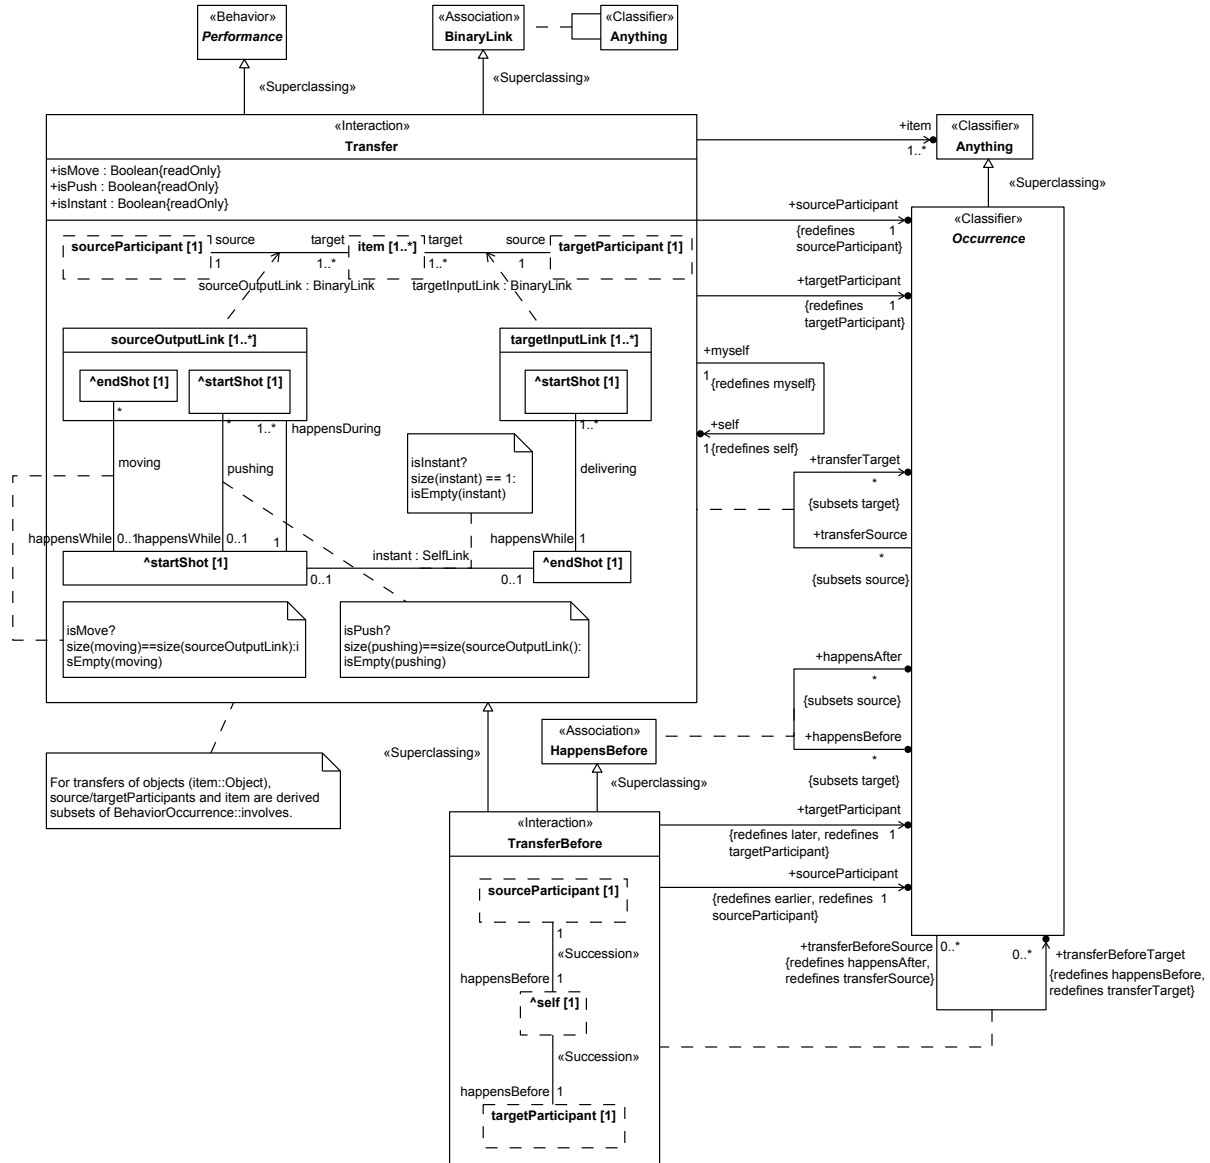 «Behavior»
Performance
«Association»
BinaryLink
«Classifier»
Anything
«Superclassing»
«Superclassing»
«Interaction»
Transfer
+isMove : Boolean{readOnly}
+isPush : Boolean{readOnly}
+isInstant : Boolean{readOnly}
+item
1..*
«Classifier»
Anything
«Superclassing»
+sourceParticipant
{redefines 1
sourceParticipant}
«Classifier»
Occurrence
sourceParticipant [1]
source
target
1
1..*
item [1..*]
target
source
1..*
1
targetParticipant [1]
sourceOutputLink : BinaryLink
targetInputLink : BinaryLink
+targetParticipant
{redefines 1
targetParticipant}
sourceOutputLink [1..*]
^endShot [1]
^startShot [1]
targetInputLink [1..*]
^startShot [1]
+myself
1
{redefines myself}
+self
1{redefines self}
*
*
1..*
happensDuring
1..*
moving
pushing
isInstant?
size(instant) == 1:
isEmpty(instant)
delivering
+transferTarget
*
{subsets target}
+transferSource
*
{subsets source}
happensWhile 0..1
happensWhile 0..1
1
happensWhile 1
^startShot [1]
instant : SelfLink
0..1
0..1
^endShot [1]
isMove?
size(moving)==size(sourceOutputLink):i
sEmpty(moving)
isPush?
size(pushing)==size(sourceOutputLink():
isEmpty(pushing)
+happensAfter
*
{subsets source}
+happensBefore
*
{subsets target}
«Association»
HappensBefore
«Superclassing»
«Superclassing»
For transfers of objects (item::Object),
source/targetParticipants and item are derived
subsets of BehaviorOccurrence::involves.
«Interaction»
TransferBefore
+targetParticipant
{redefines later, redefines 1
targetParticipant}
+sourceParticipant
{redefines earlier, redefines 1
sourceParticipant}
sourceParticipant [1]
1
«Succession»
happensBefore 1
^self [1]
«Succession»
happensBefore 1
targetParticipant [1]
+transferBeforeSource
0..*
{redefines happensAfter,
redefines transferSource}
0..*
+transferBeforeTarget
{redefines happensBefore,
redefines transferTarget}